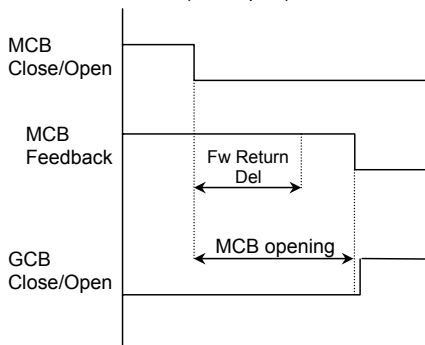 MCB
Close/Open
MCB
Feedback
Fw Return
Del
MCB opening
GCB
Close/Open